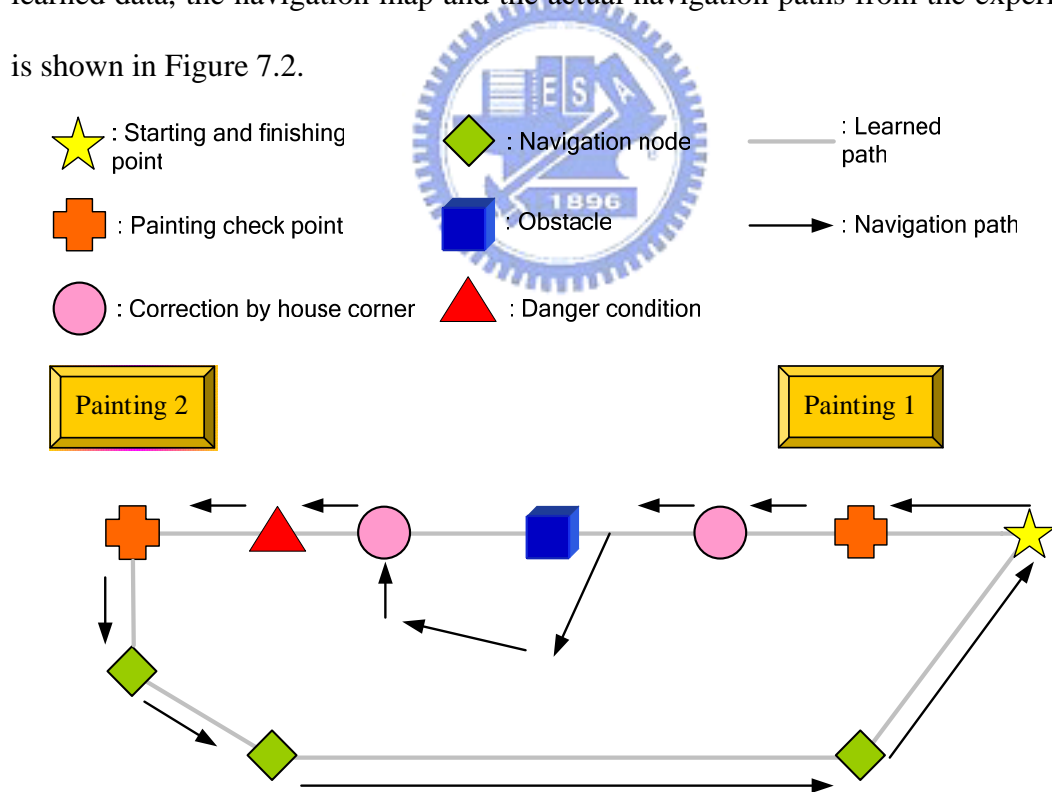 learned data, the navigation map and the actual navigation paths from the experi
is shown in Figure 7.2.
: Starting and finishing
point
: Navigation node
: Learned
path
: Painting check point
: Obstacle
: Navigation path
: Correction by house corner
: Danger condition
Painting 2
Painting 1
E S A
1896